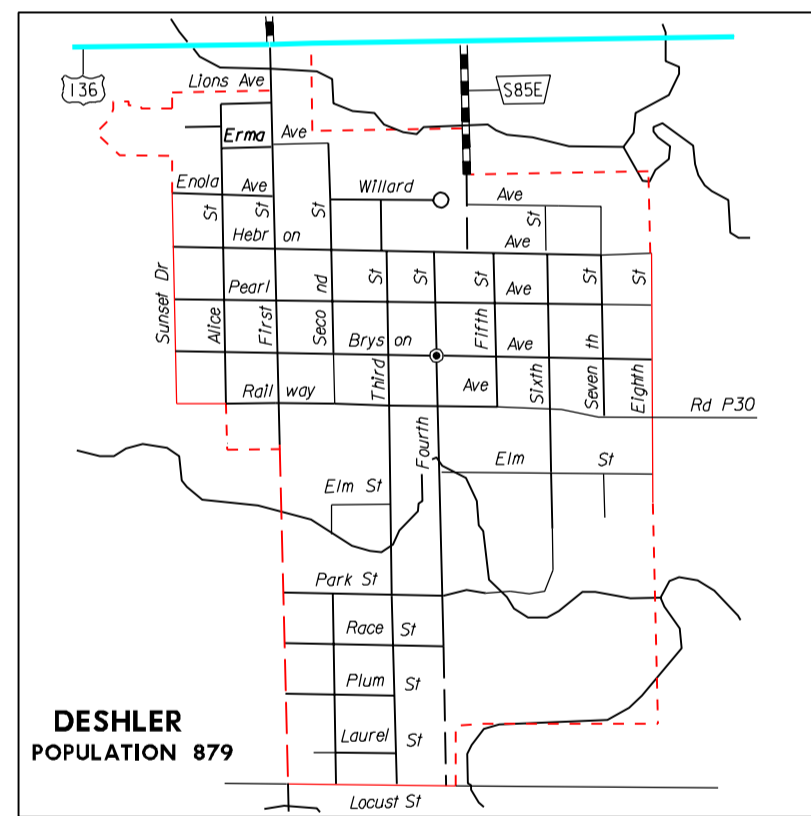 136
S85E
Lions Ave
Erma Ave
Enola Ave
Willard Ave
Hebr on Ave
Pearl Ave
Brys on Ave
Rail way Ave
Rd P30
Sunset Dr
Alice St
First St
Seco nd St
Third St
Fourth St
Fifth St
Sixth St
Seven th St
Eighth St
Elm St
Elm St
Park St
Race St
Plum St
Laurel St
Locust St
DESHLER
POPULATION 879